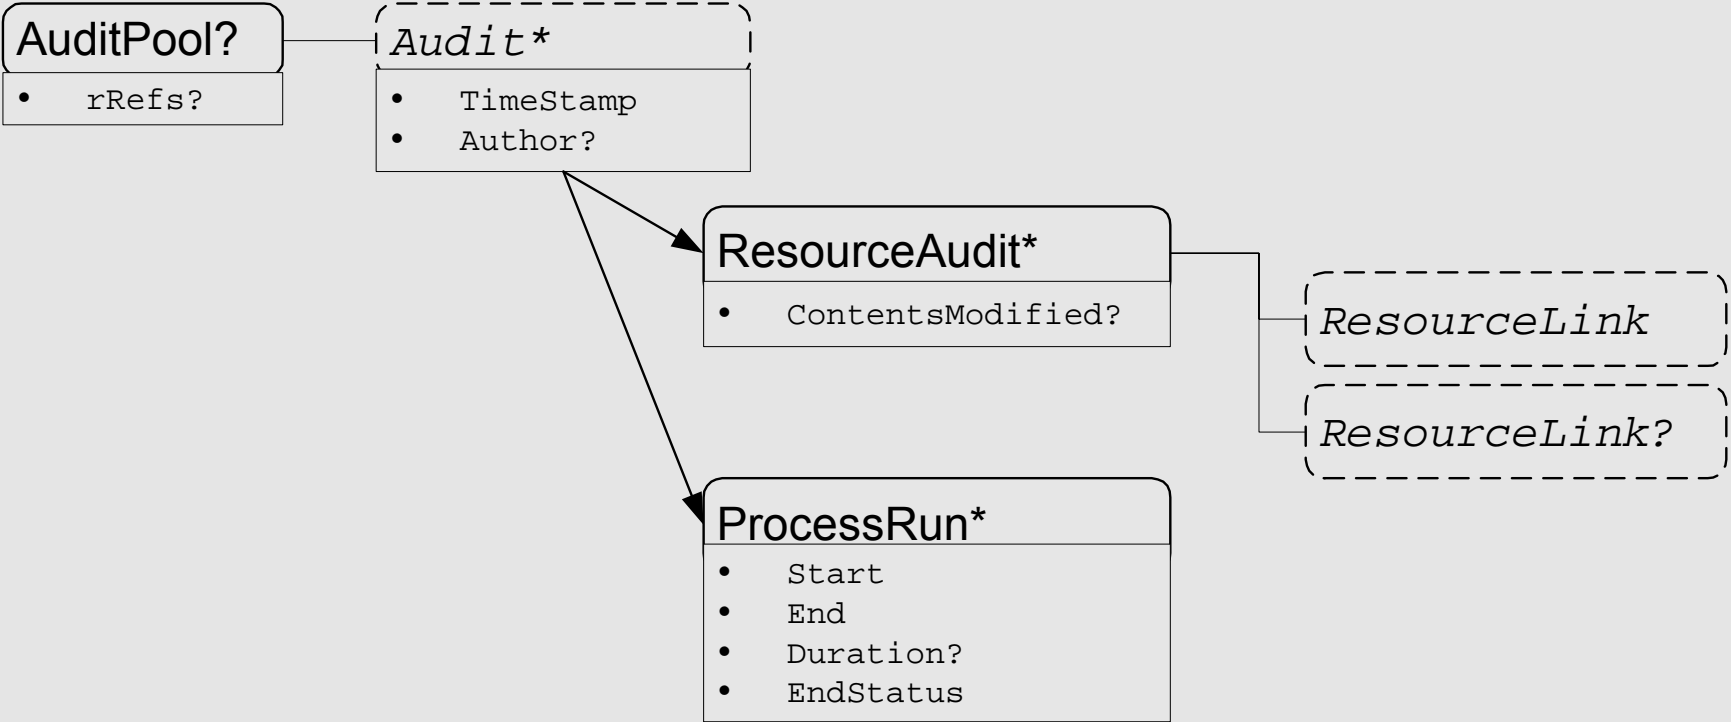 AuditPool?
• rRefs?
Audit*
• TimeStamp
• Author?
ResourceAudit*
• ContentsModified?
ResourceLink
ResourceLink?
ProcessRun*
• Start
• End
• Duration?
• EndStatus